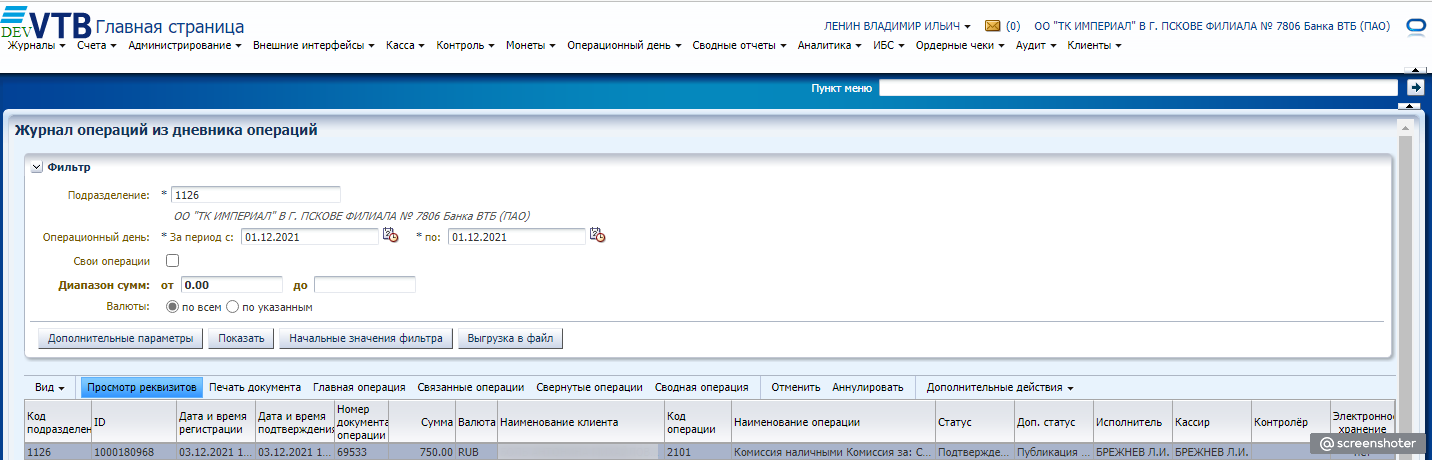 DEV VTB Главная страница
ЛЕНИН ВЛАДИМИР ИЛЬИЧ (0) ОО "ТК ИМПЕРИАЛ" В Г. ПСКОВЕ ФИЛИАЛА № 7806 Банка ВТБ (ПАО)
Журналы Счета Администрирование Внешние интерфейсы Касса Контроль Монеты Операционный день Сводные отчеты Аналитика ИБС Ордерные чеки Аудит Клиенты
Пункт меню
Журнал операций из дневника операций
Фильтр
Подразделение: * 1126
ОО "ТК ИМПЕРИАЛ" В Г. ПСКОВЕ ФИЛИАЛА № 7806 Банка ВТБ (ПАО)
Операционный день: * За период с: 01.12.2021 * по: 01.12.2021
Свои операции
Диапазон сумм: от 0.00 до
Валюты: по всем по указанным
Дополнительные параметры Показать Начальные значения фильтра Выгрузка в файл
Вид Просмотр реквизитов Печать документа Главная операция Связанные операции Свернутые операции Сводная операция Отменить Аннулировать Дополнительные действия
Код подразделен ID Дата и время регистрации Дата и время подтверждения Номер документа операции Сумма Валюта Наименование клиента Код операции Наименование операции Статус Доп. статус Исполнитель Кассир Контролёр Электронное хранение
1126 1000180968 03.12.2021 1... 03.12.2021 1... 69533 750.00 RUB 2101 Комиссия наличными Комиссия за: С... Подтвержде... Публикация ... БРЕЖНЕВ Л.И. БРЕЖНЕВ Л.И.
@screenshoter